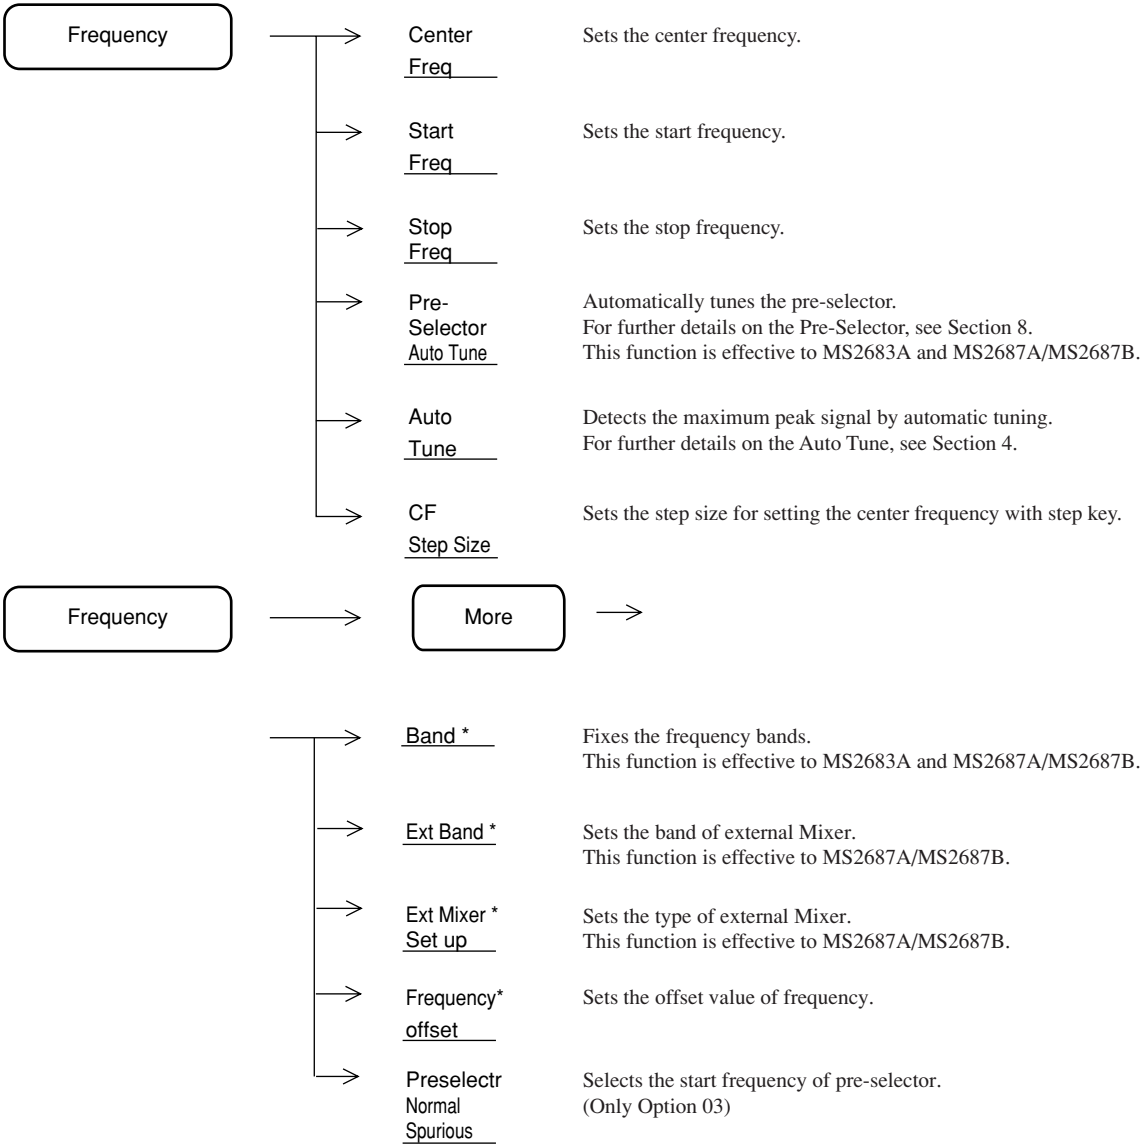 Frequency
Center
Freq
Sets the center frequency.
Start
Freq
Sets the start frequency.
Stop
Freq
Sets the stop frequency.
Pre-
Selector
Auto Tune
Automatically tunes the pre-selector.
For further details on the Pre-Selector, see Section 8.
This function is effective to MS2683A and MS2687A/MS2687B.
Auto
Tune
Detects the maximum peak signal by automatic tuning.
For further details on the Auto Tune, see Section 4.
CF
Step Size
Sets the step size for setting the center frequency with step key.
Frequency
More
Band *
Fixes the frequency bands.
This function is effective to MS2683A and MS2687A/MS2687B.
Ext Band *
Sets the band of external Mixer.
This function is effective to MS2687A/MS2687B.
Ext Mixer *
Set up
Sets the type of external Mixer.
This function is effective to MS2687A/MS2687B.
Frequency*
offset
Sets the offset value of frequency.
Preselectr
Normal
Spurious
Selects the start frequency of pre-selector.
(Only Option 03)